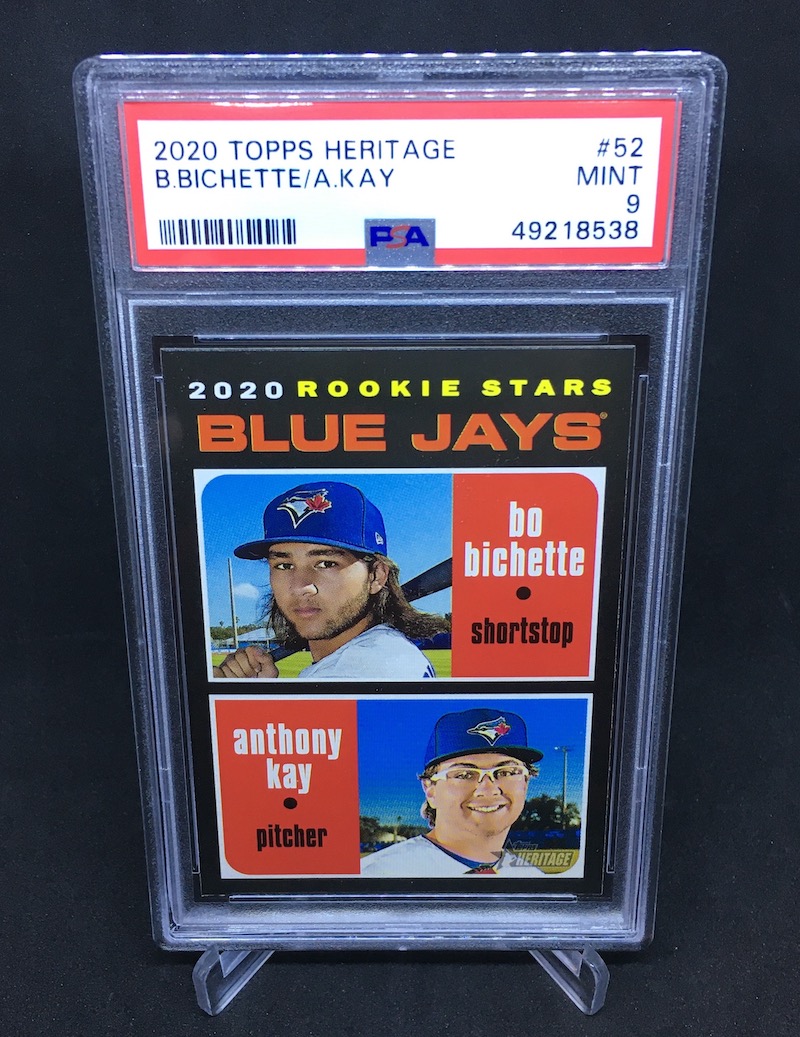 2020 TOPPS HERITAGE #52
B.BICHETTE/A.KAY MINT
9
PSA 49218538
2020 ROOKIE STARS
BLUE JAYS®
bo
bichette
shortstop
anthony
kay
pitcher
Topps
HERITAGE